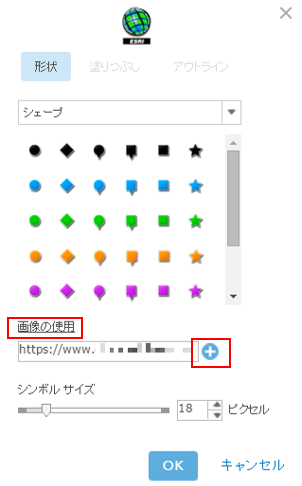 ESRI
形状 塗りつぶし アウトライン
シェープ
画像の使用
https://www.
シンボル サイズ
18 ピクセル
OK キャンセル